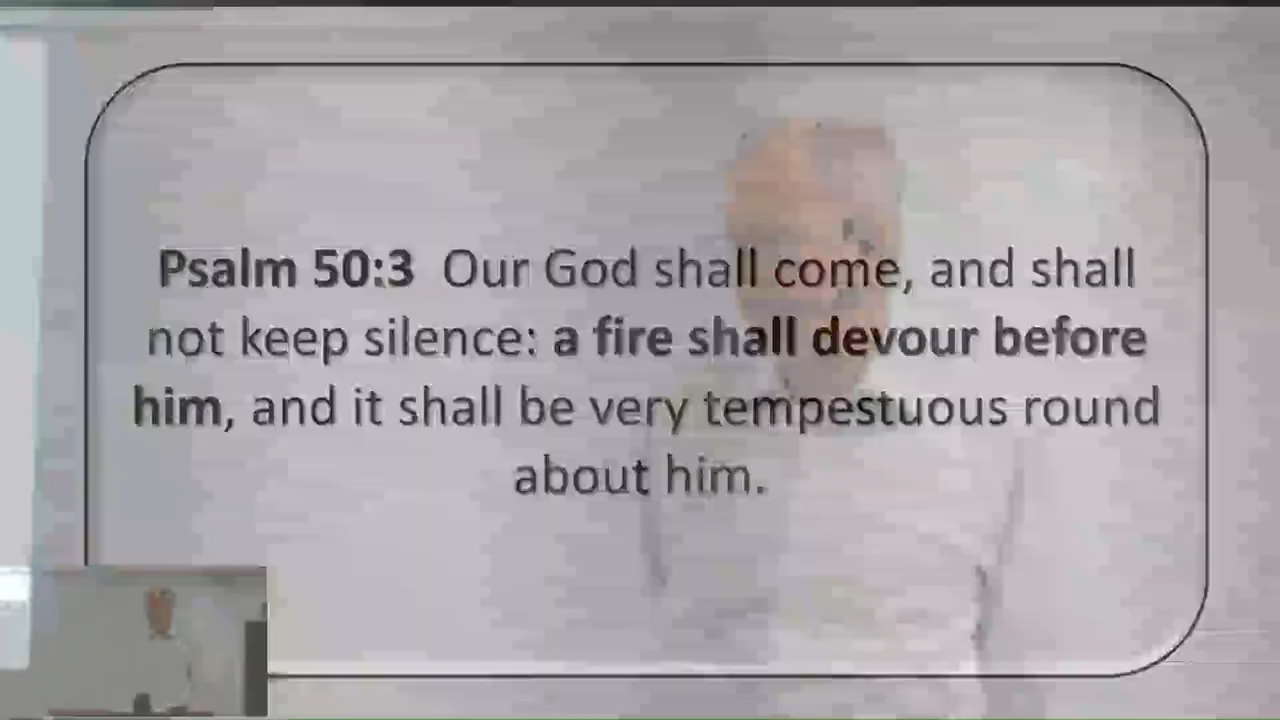 Psalm 50:3  Our God shall come, and shall
not keep silence: a fire shall devour before
him, and it shall be very tempestuous round
about him.